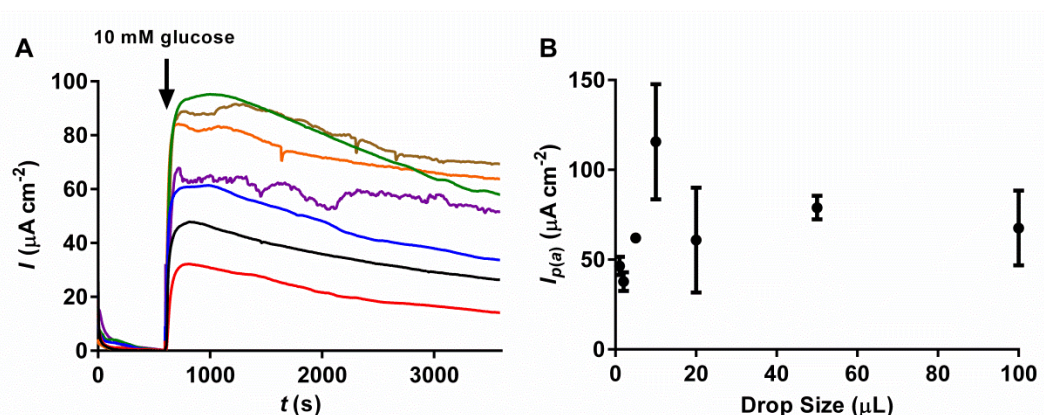 A
10 mM glucose
I (μA cm⁻²)
100
80
60
40
20
0
0 1000 2000 3000
t (s)
B
I_p(a) (μA cm⁻²)
150
100
50
0
0 20 40 60 80 100
Drop Size (μL)